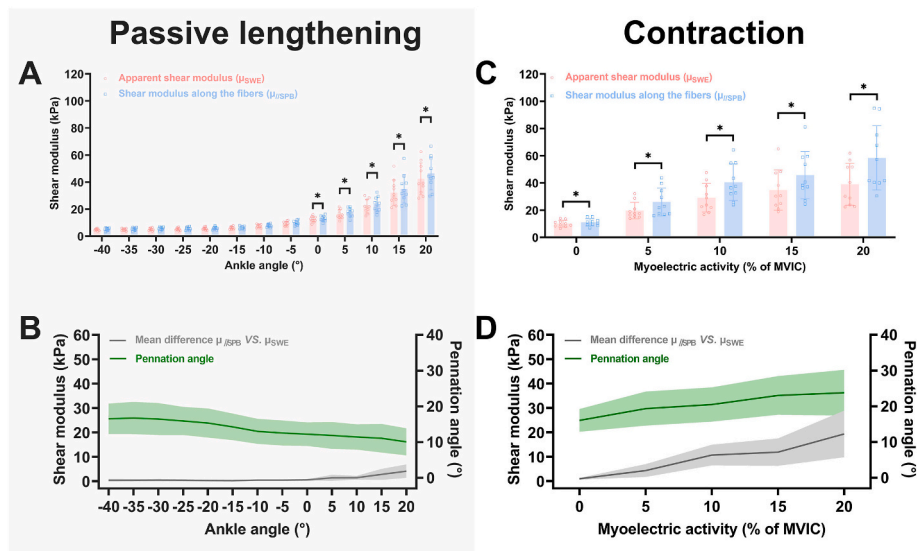 Passive lengthening
Contraction
A
120
100
80
60
40
20
0
Shear modulus (kPa)
Apparent shear modulus (μSWE)
Shear modulus along the fibers (μ//SPB)
* * * * *
-40 -35 -30 -25 -20 -15 -10 -5 0 5 10 15 20
Ankle angle (°)
C
120
100
80
60
40
20
0
Shear modulus (kPa)
Apparent shear modulus (μSWE)
Shear modulus along the fibers (μ//SPB)
* * * * *
0 5 10 15 20
Myoelectric activity (% of MVIC)
B
60
50
40
30
20
10
0
Shear modulus (kPa)
Mean difference μ//SPB VS. μSWE
Pennation angle
40
30
20
10
0
Pennation angle (°)
-40 -35 -30 -25 -20 -15 -10 -5 0 5 10 15 20
Ankle angle (°)
D
60
50
40
30
20
10
0
Shear modulus (kPa)
Mean difference μ//SPB VS. μSWE
Pennation angle
40
30
20
10
0
Pennation angle (°)
0 5 10 15 20
Myoelectric activity (% of MVIC)